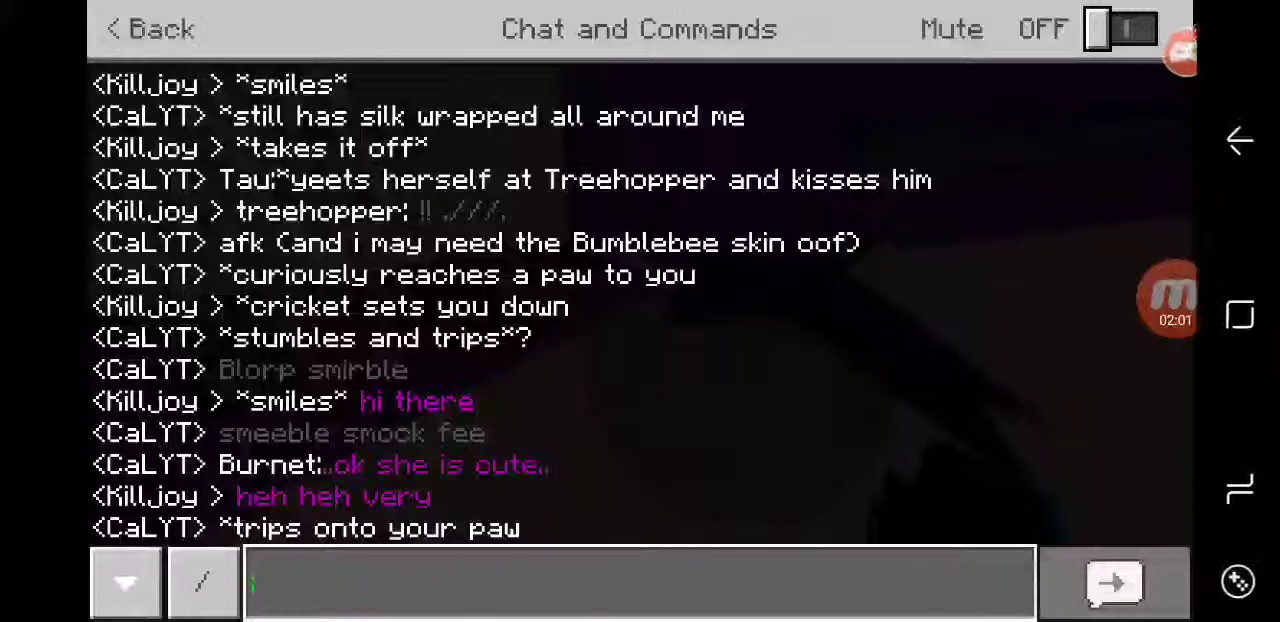 < Back
Chat and Commands
Mute OFF
<Killjoy > *smiles*
<CaLYT> *still has silk wrapped all around me
<Killjoy > *takes it off*
<CaLYT> Tau:*yeets herself at Treehopper and kisses him
<Killjoy > treehopper: !! .///.
<CaLYT> afk (and i may need the Bumblebee skin oof)
<CaLYT> *curiously reaches a paw to you
<Killjoy > *cricket sets you down
<CaLYT> *stumbles and trips*?
<CaLYT> Blorp smirble
<Killjoy > *smiles* hi there
<CaLYT> smeeble smock fee
<CaLYT> Burnet:..ok she is cute..
<Killjoy > heh heh very
<CaLYT> *trips onto your paw
/
02:01